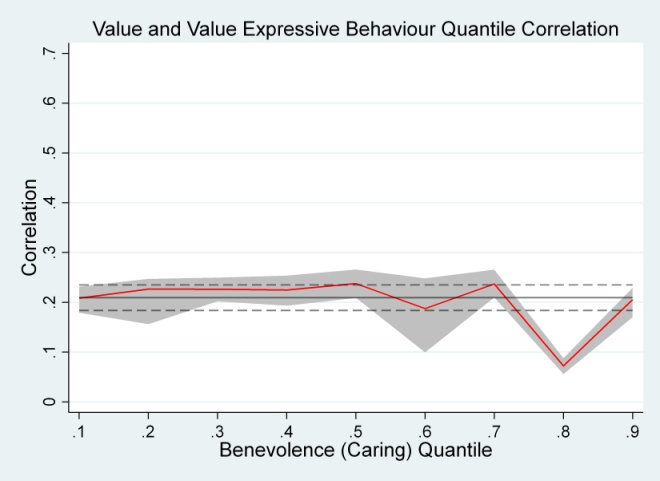 Value and Value Expressive Behaviour Quantile Correlation
Correlation
.7
.6
.5
.4
.3
.2
.1
0
.1 .2 .3 .4 .5 .6 .7 .8 .9
Benevolence (Caring) Quantile